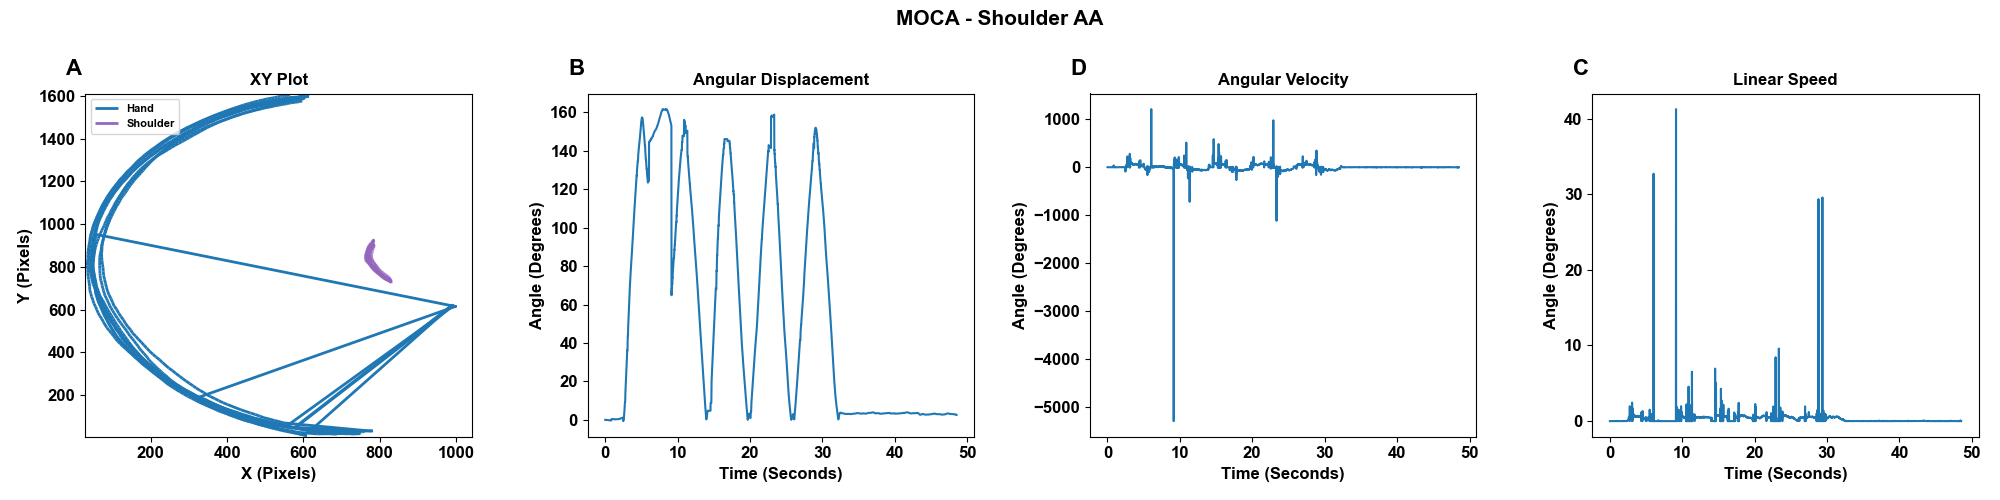 MOCA - Shoulder AA
A
XY Plot
Hand
Shoulder
1600
1400
1200
1000
800
600
400
200
Y (Pixels)
200 400 600 800 1000
X (Pixels)
B
Angular Displacement
160
140
120
100
80
60
40
20
0
Angle (Degrees)
0 10 20 30 40 50
Time (Seconds)
D
Angular Velocity
1000
0
−1000
−2000
−3000
−4000
−5000
Angle (Degrees)
0 10 20 30 40 50
Time (Seconds)
C
Linear Speed
40
30
20
10
0
Angle (Degrees)
0 10 20 30 40 50
Time (Seconds)